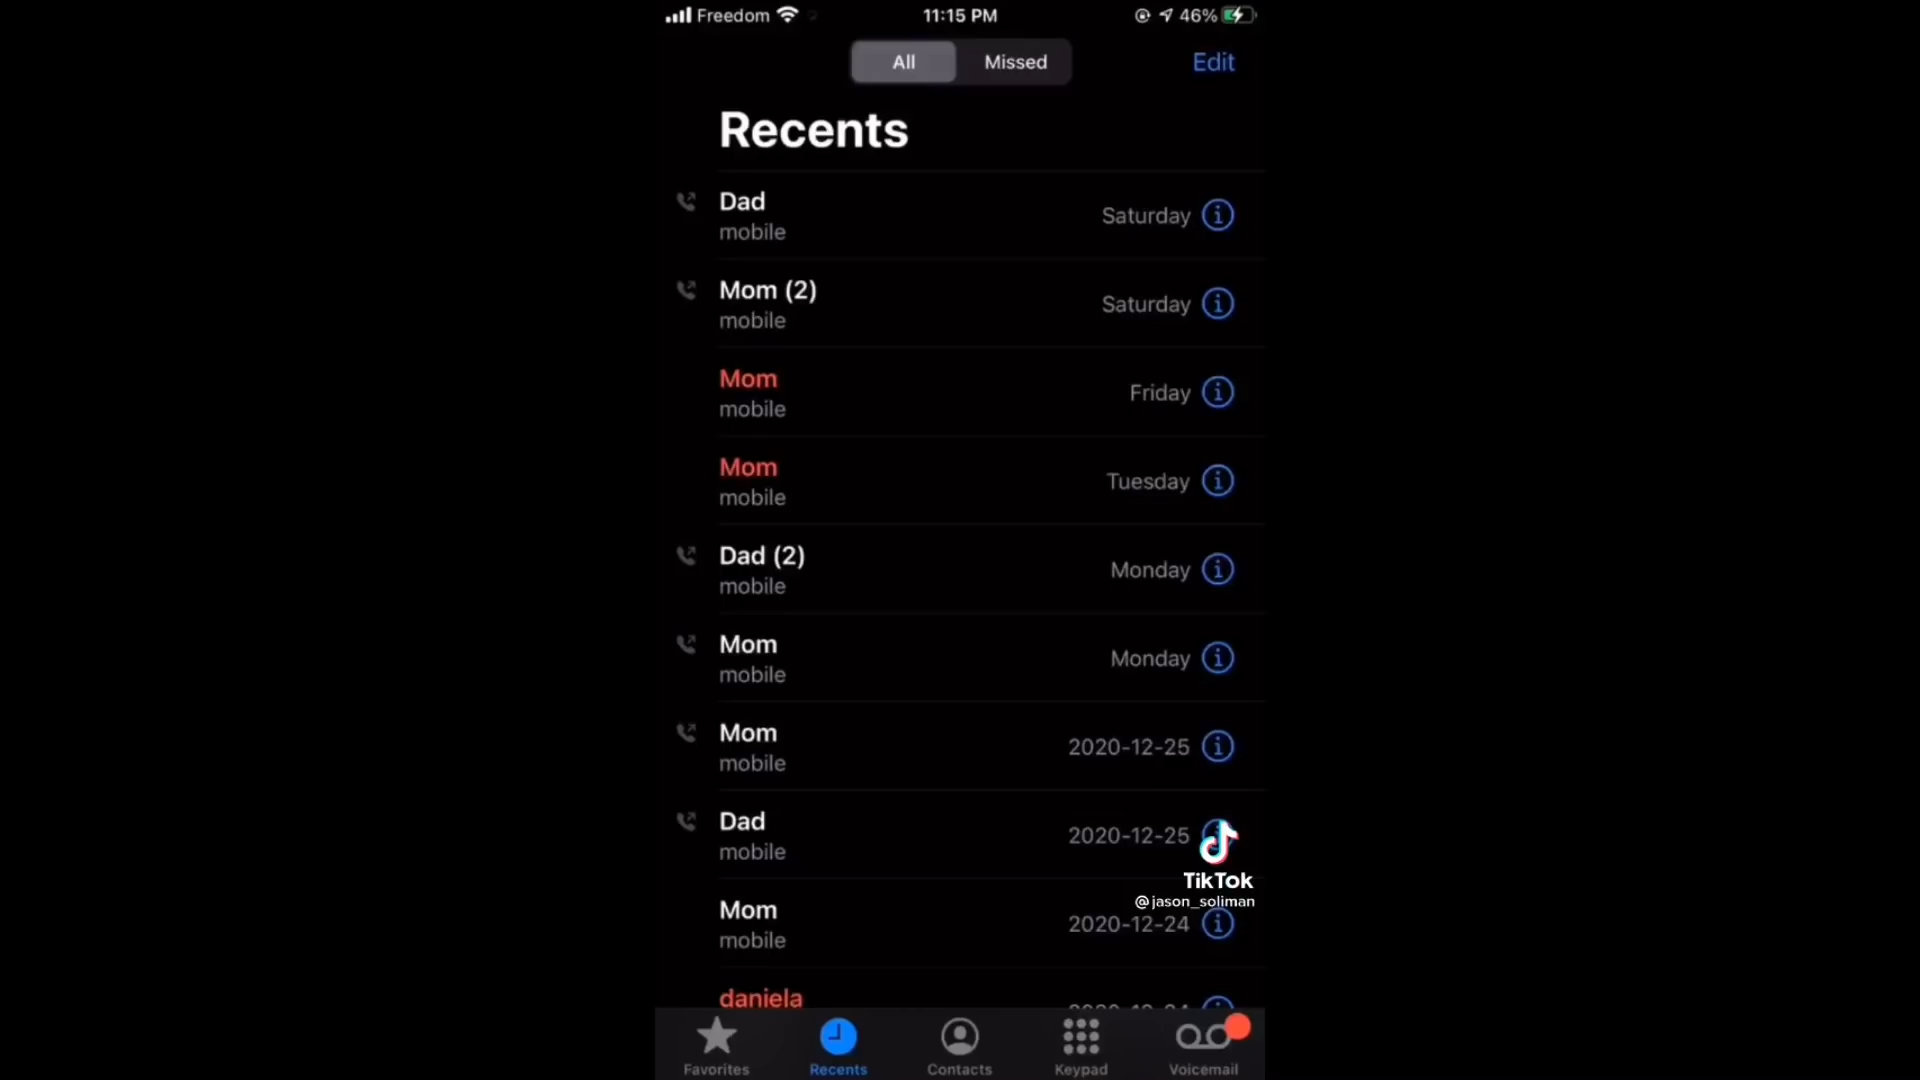 Freedom
11:15 PM
46%
All
Missed
Edit
Recents
Dad
mobile
Saturday
Mom (2)
mobile
Saturday
Mom
mobile
Friday
Mom
mobile
Tuesday
Dad (2)
mobile
Monday
Mom
mobile
Monday
Mom
mobile
2020-12-25
Dad
mobile
2020-12-25
TikTok
@jason_soliman
Mom
mobile
2020-12-24
daniela
Favorites
Recents
Contacts
Keypad
Voicemail